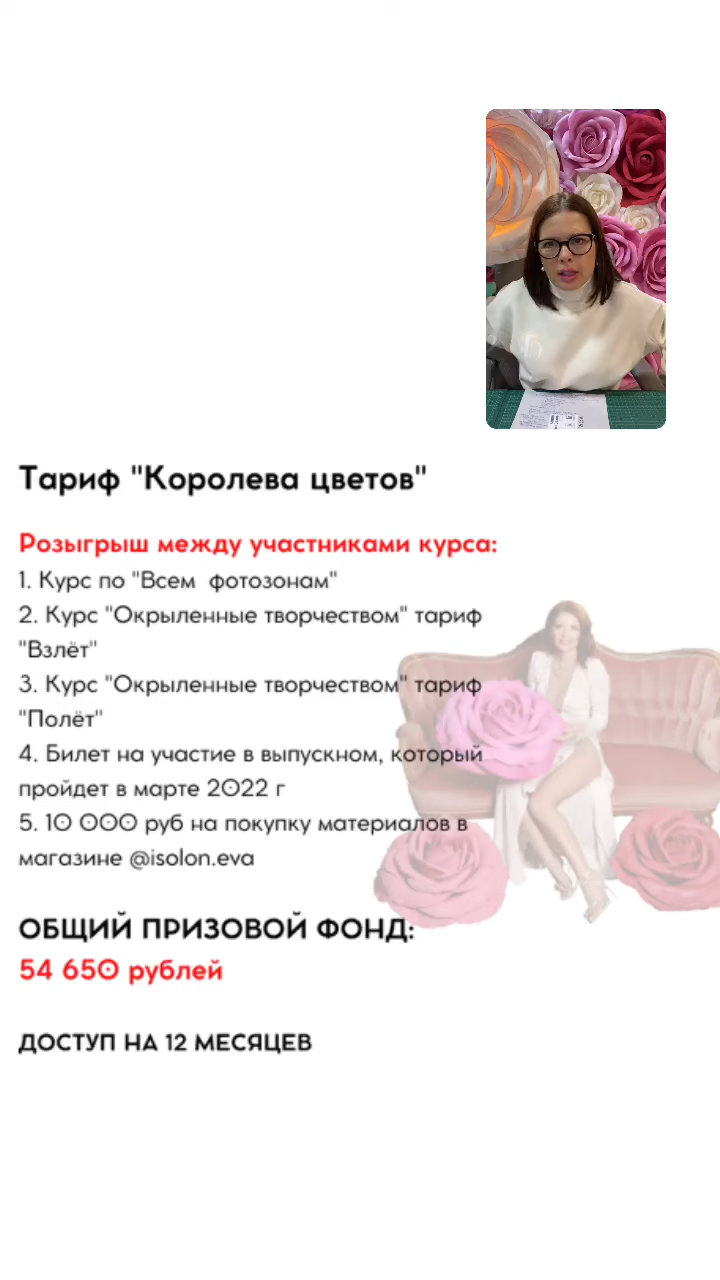 Тариф "Королева цветов"
Розыгрыш между участниками курса:
1. Курс по "Всем фотозонам"
2. Курс "Окрыленные творчеством" тариф
"Взлёт"
3. Курс "Окрыленные творчеством" тариф
"Полёт"
4. Билет на участие в выпускном, который
пройдет в марте 2022 г
5. 10 000 руб на покупку материалов в
магазине @isolon.eva
ОБЩИЙ ПРИЗОВОЙ ФОНД:
54 650 рублей
ДОСТУП НА 12 МЕСЯЦЕВ